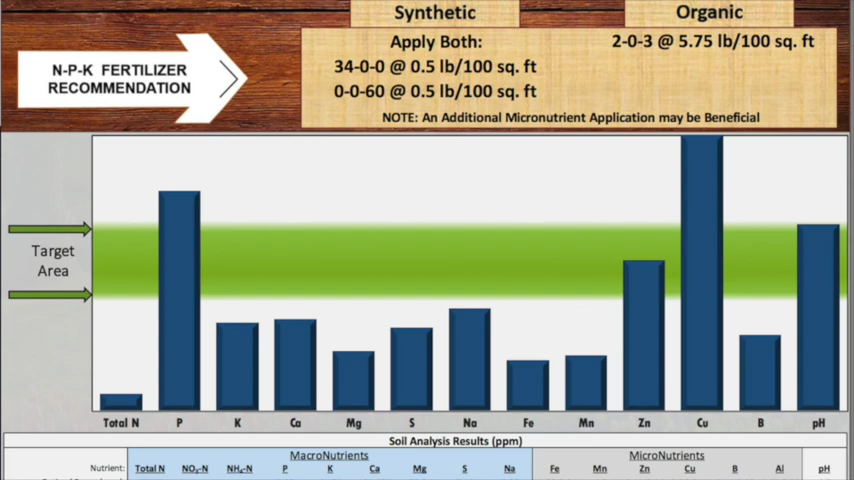 Synthetic
Organic
N-P-K FERTILIZER
RECOMMENDATION
Apply Both:
34-0-0 @ 0.5 lb/100 sq. ft
0-0-60 @ 0.5 lb/100 sq. ft
2-0-3 @ 5.75 lb/100 sq. ft
NOTE: An Additional Micronutrient Application may be Beneficial
Target
Area
Total N P K Ca Mg S Na Fe Mn Zn Cu B pH
Soil Analysis Results (ppm)
MacroNutrients MicroNutrients
Nutrient: Total N NO₃-N NH₄-N P K Ca Mg S Na Fe Mn Zn Cu B Al pH